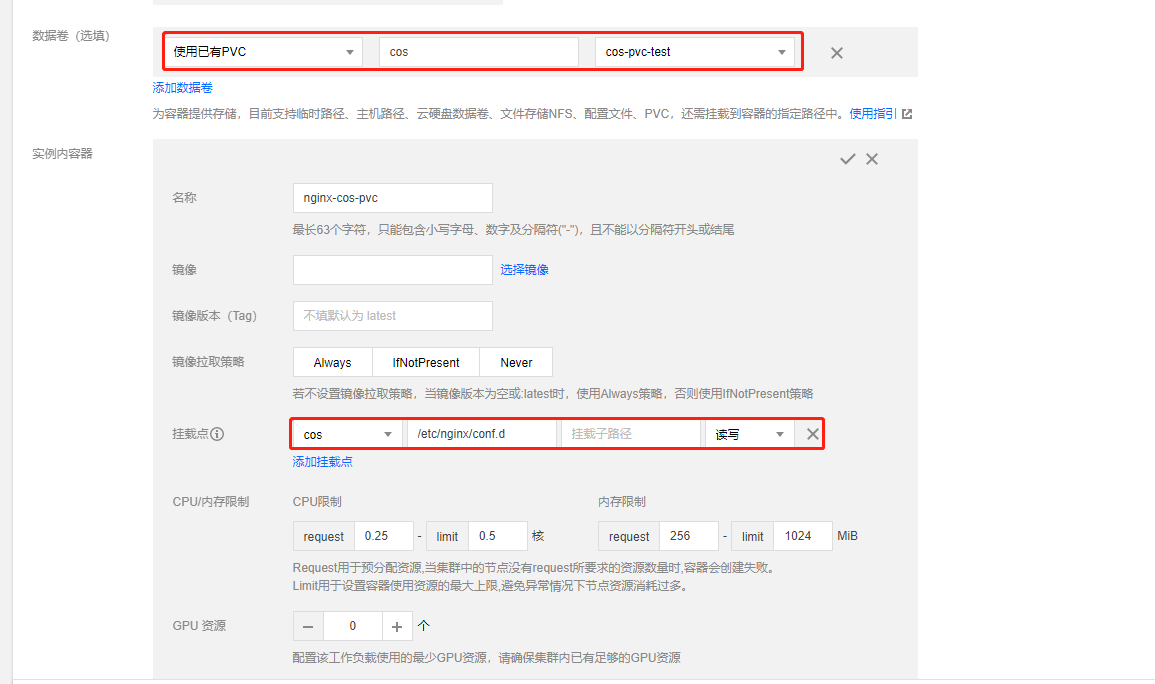 数据卷（选填）
使用已有PVC cos cos-pvc-test
添加数据卷
为容器提供存储，目前支持临时路径、主机路径、云硬盘数据卷、文件存储NFS、配置文件、PVC，还需挂载到容器的指定路径中。使用指引
实例内容器
名称 nginx-cos-pvc
最长63个字符，只能包含小写字母、数字及分隔符("-")，且不能以分隔符开头或结尾
镜像 选择镜像
镜像版本（Tag） 不填默认为 latest
镜像拉取策略 Always IfNotPresent Never
若不设置镜像拉取策略，当镜像版本为空或:latest时，使用Always策略，否则使用IfNotPresent策略
挂载点 cos /etc/nginx/conf.d 挂载子路径 读写
添加挂载点
CPU/内存限制 CPU限制 内存限制
request 0.25 - limit 0.5 核 request 256 - limit 1024 MiB
Request用于预分配资源,当集群中的节点没有request所要求的资源数量时,容器会创建失败。
Limit用于设置容器使用资源的最大上限,避免异常情况下节点资源消耗过多。
GPU 资源 － 0 + 个
配置该工作负载使用的最少GPU资源，请确保集群内已有足够的GPU资源